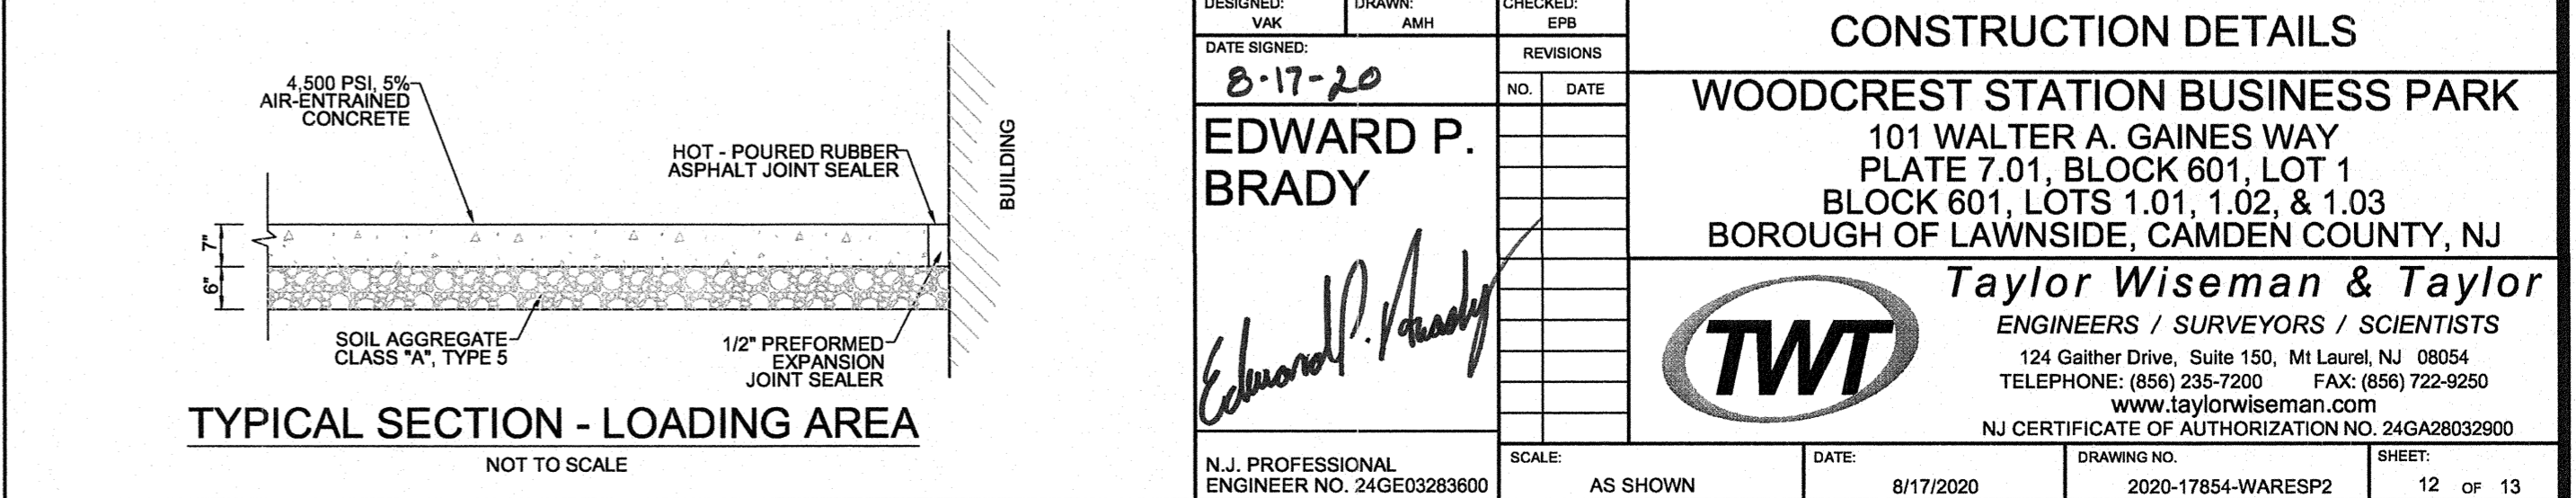 4,500 PSI, 5%
AIR-ENTRAINED
CONCRETE
HOT - POURED RUBBER
ASPHALT JOINT SEALER
BUILDING
7"
6"
SOIL AGGREGATE
CLASS "A", TYPE 5
1/2" PREFORMED
EXPANSION
JOINT SEALER
TYPICAL SECTION - LOADING AREA
NOT TO SCALE
DESIGNED:
VAK
DRAWN:
AMH
CHECKED:
EPB
DATE SIGNED:
8-17-20
REVISIONS
NO.
DATE
EDWARD P.
BRADY
Edward P. Brady
N.J. PROFESSIONAL
ENGINEER NO. 24GE03283600
CONSTRUCTION DETAILS
WOODCREST STATION BUSINESS PARK
101 WALTER A. GAINES WAY
PLATE 7.01, BLOCK 601, LOT 1
BLOCK 601, LOTS 1.01, 1.02, & 1.03
BOROUGH OF LAWNSIDE, CAMDEN COUNTY, NJ
TWT
Taylor Wiseman & Taylor
ENGINEERS / SURVEYORS / SCIENTISTS
124 Gaither Drive, Suite 150, Mt Laurel, NJ 08054
TELEPHONE: (856) 235-7200 FAX: (856) 722-9250
www.taylorwiseman.com
NJ CERTIFICATE OF AUTHORIZATION NO. 24GA28032900
SCALE:
AS SHOWN
DATE:
8/17/2020
DRAWING NO.
2020-17854-WARESP2
SHEET:
12 OF 13